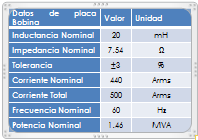 Datos de placa Bobina Valor Unidad
Inductancia Nominal 20 mH
Impedancia Nominal 7.54 Ω
Tolerancia ±3 %
Corriente Nominal 440 Arms
Corriente Total 500 Arms
Frecuencia Nominal 60 Hz
Potencia Nominal 1.46 MVA